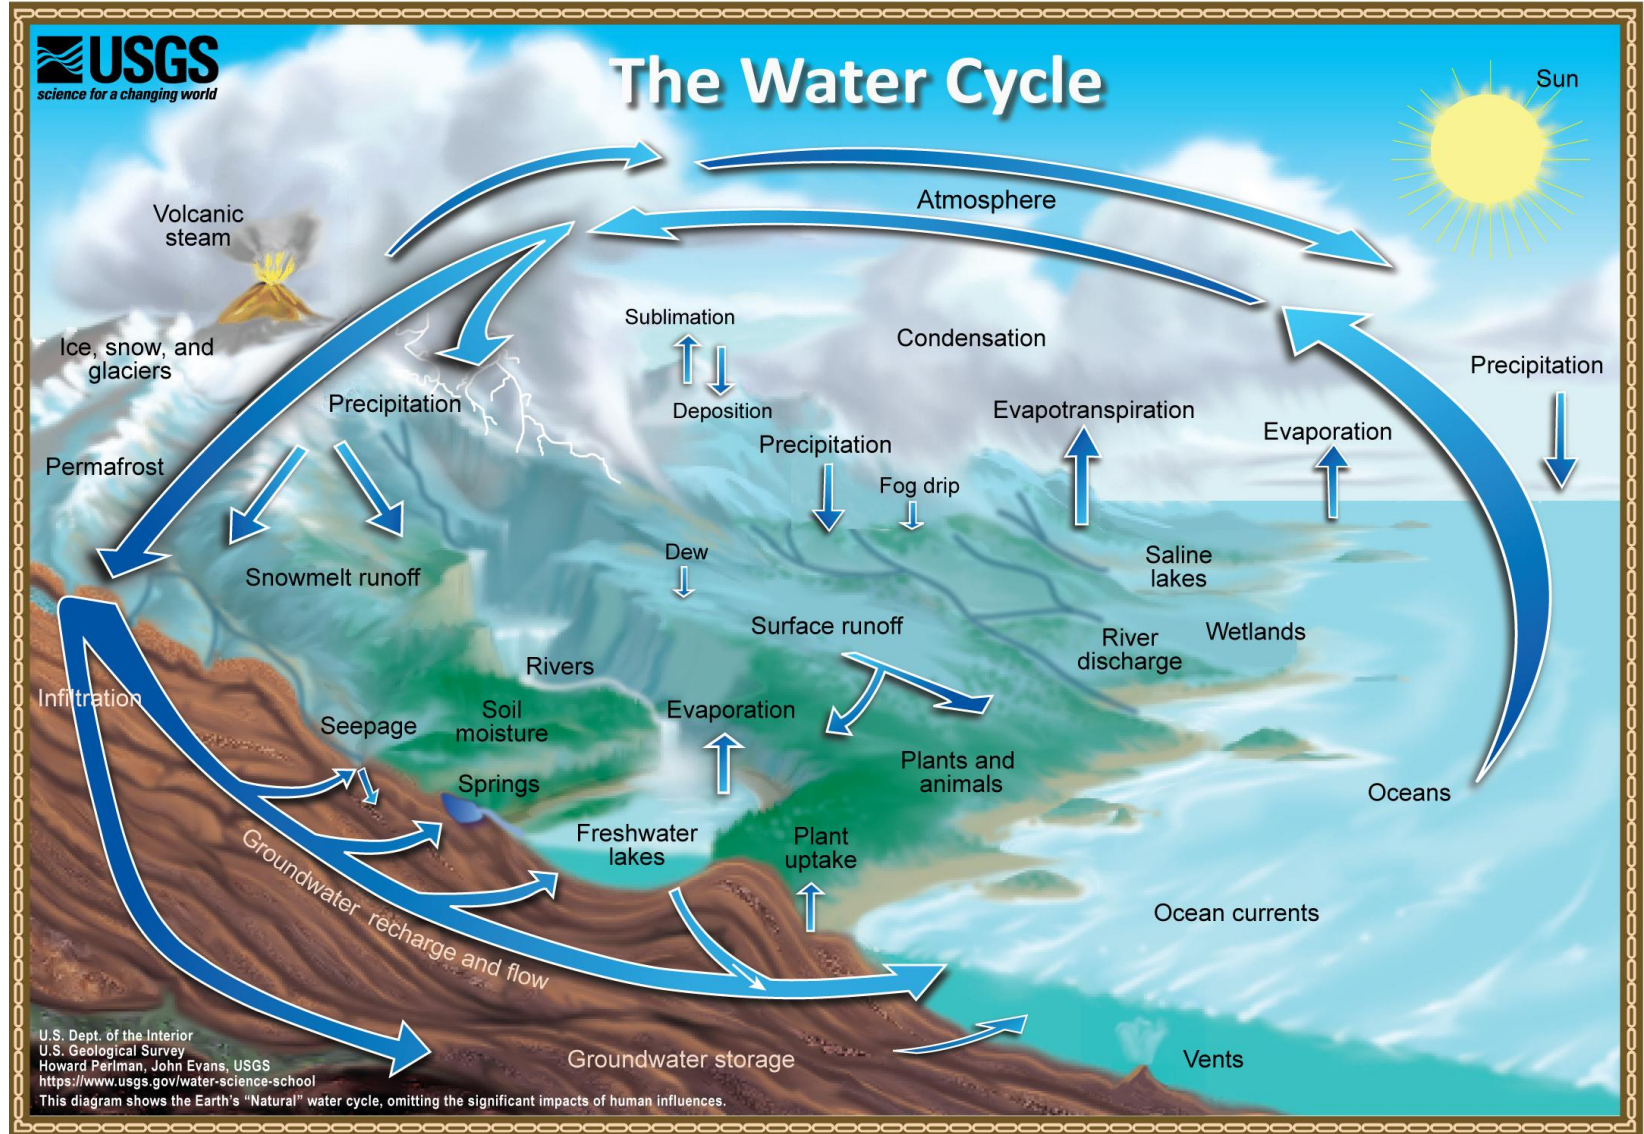 USGS
science for a changing world
The Water Cycle
Sun
Atmosphere
Volcanic
steam
Sublimation
Condensation
Ice, snow, and
glaciers
Precipitation
Precipitation
Deposition
Evapotranspiration
Evaporation
Precipitation
Permafrost
Fog drip
Dew
Saline
lakes
Snowmelt runoff
Surface runoff
River
discharge
Wetlands
Rivers
Infiltration
Seepage
Soil
moisture
Evaporation
Springs
Plants and
animals
Oceans
Freshwater
lakes
Plant
uptake
Groundwater recharge and flow
Ocean currents
Groundwater storage
Vents
U.S. Dept. of the Interior
U.S. Geological Survey
Howard Perlman, John Evans, USGS
https://www.usgs.gov/water-science-school
This diagram shows the Earth's “Natural” water cycle, omitting the significant impacts of human influences.